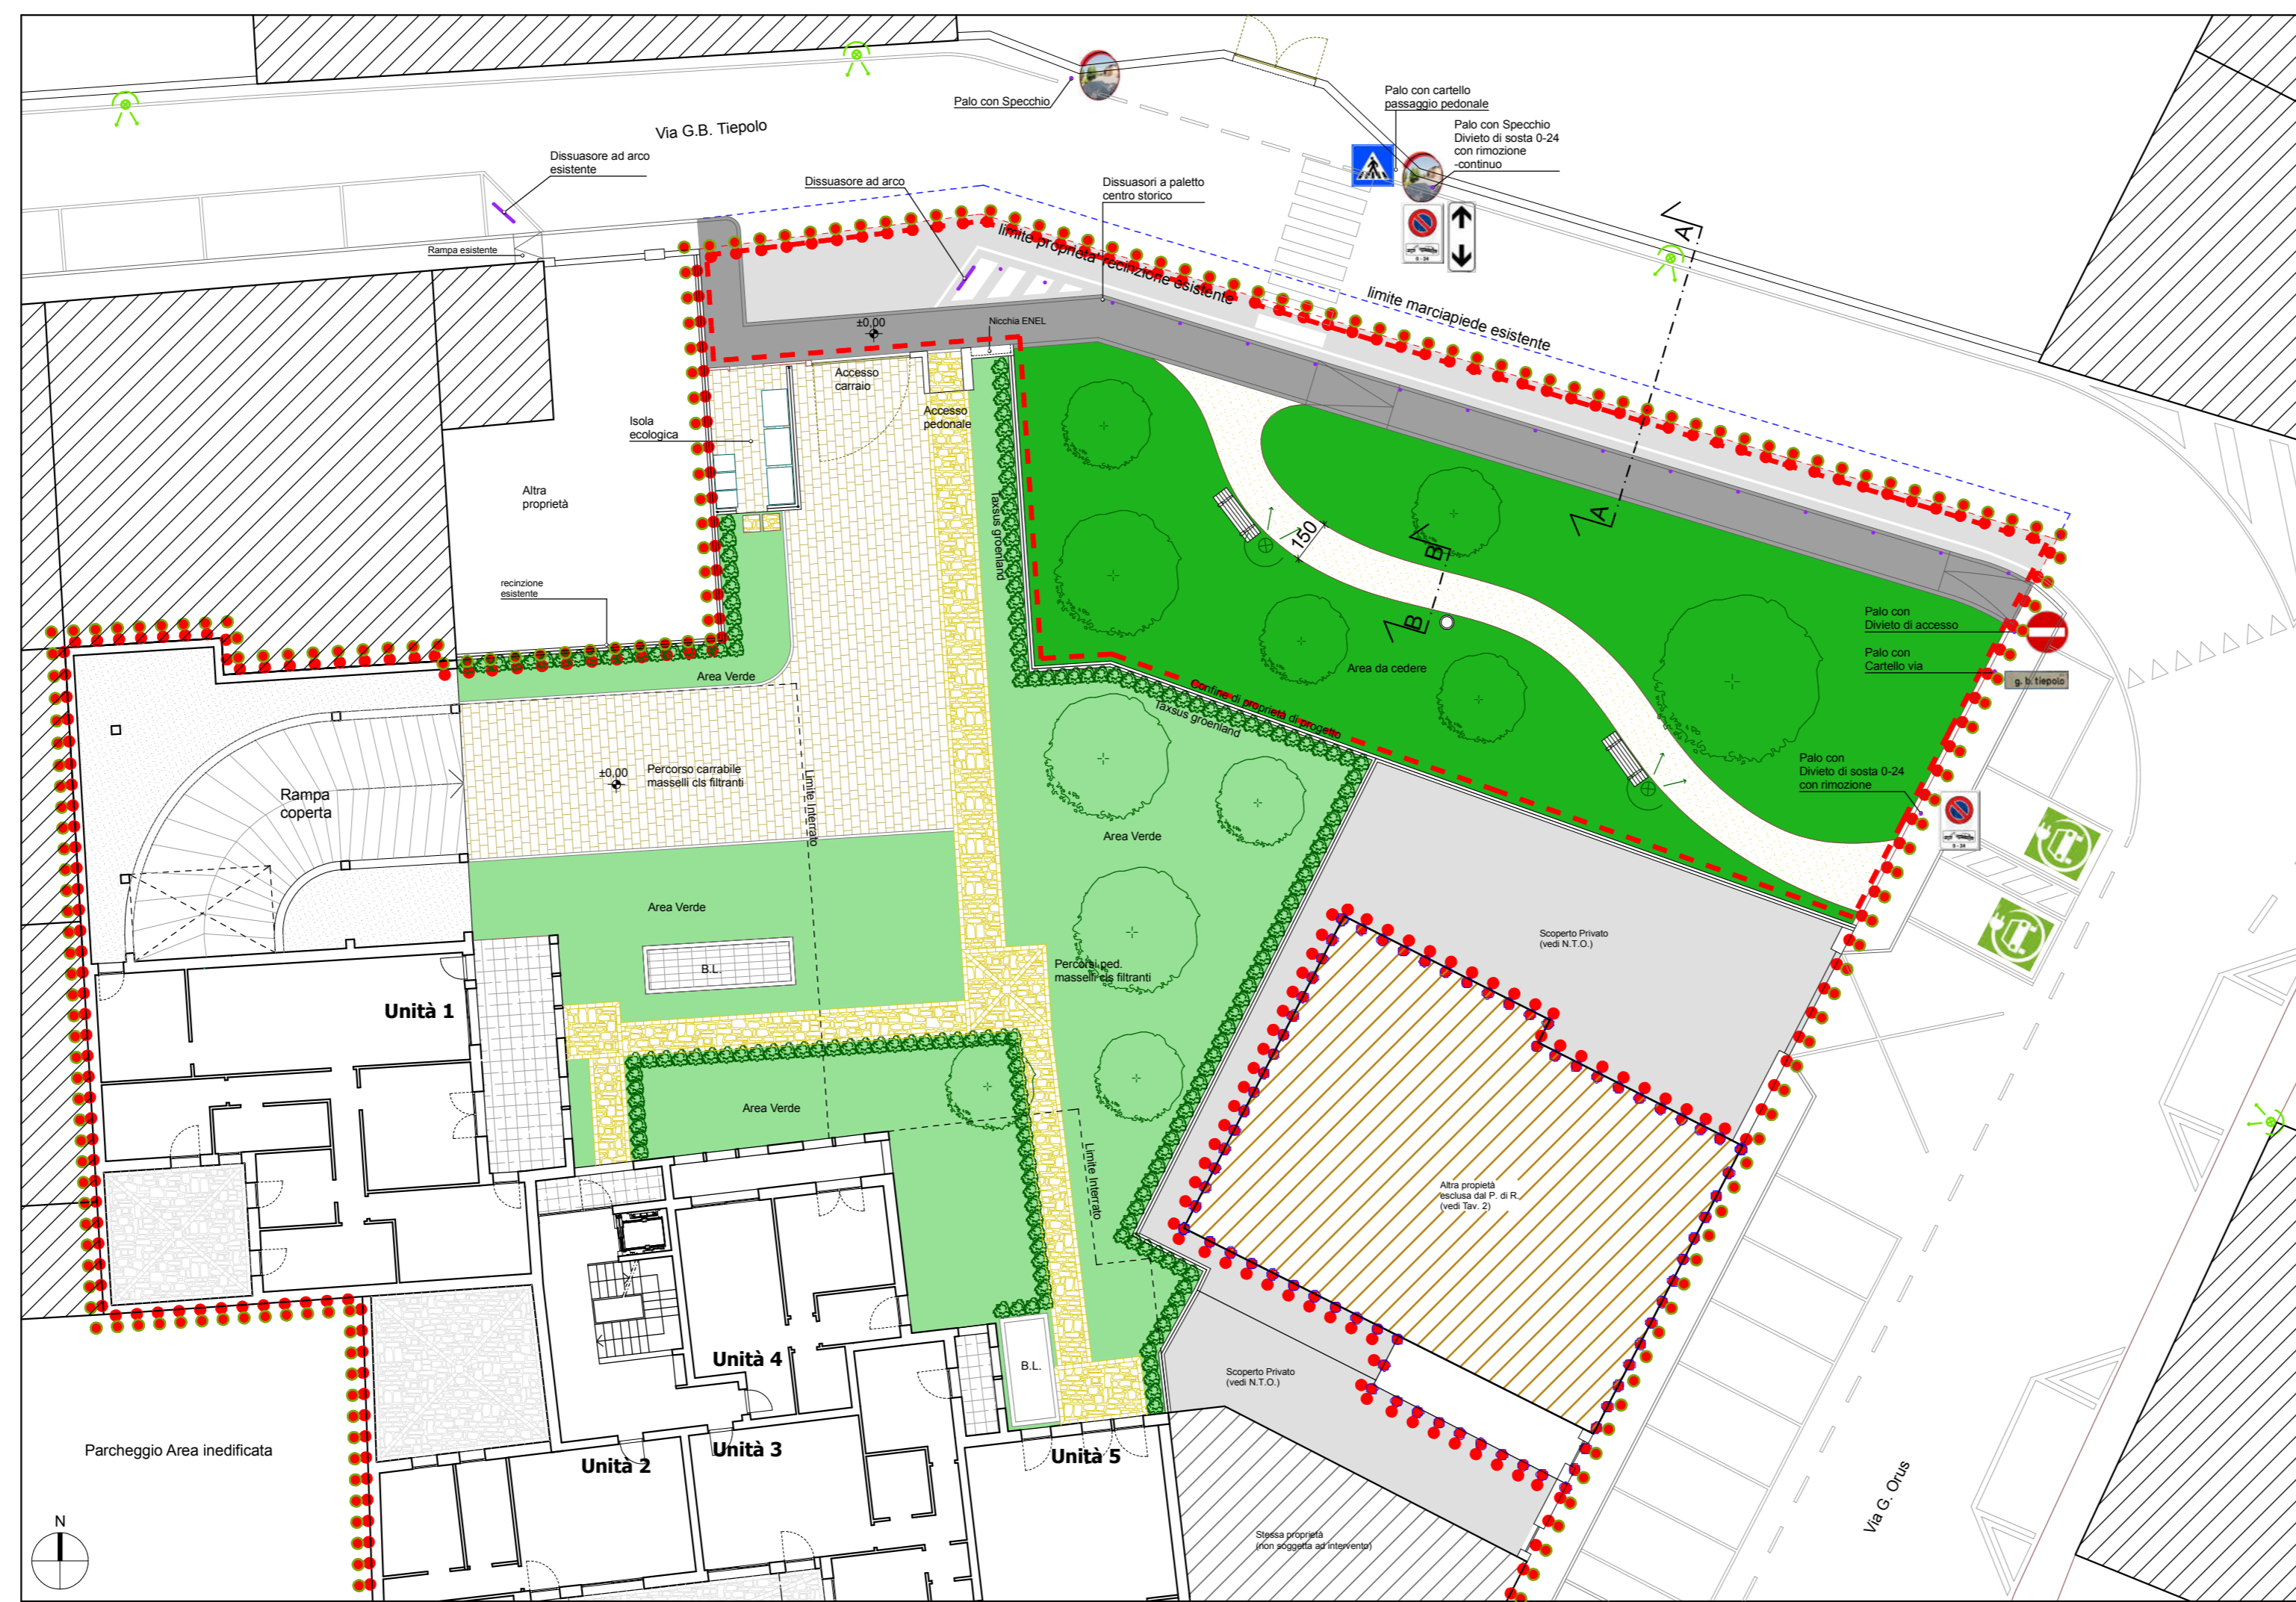 Palo con Specchio
Palo con cartello
passaggio pedonale
Palo con Specchio
Divieto di sosta 0-24
con rimozione
-continuo
Via G.B. Tiepolo
Dissuasore ad arco
esistente
Dissuasore ad arco
Dissuasori a paletto
centro storico
Rampa esistente
limite proprieta' recinzione esistente
limite marciapiede esistente
0 - 24
A
A
±0,00
Nicchia ENEL
Accesso
carraio
Accesso
pedonale
Isola
ecologica
Altra
proprietà
Taxsus groenland
150
B
B
recinzione
esistente
Palo con
Divieto di accesso
Palo con
Cartello via
g. b. tiepolo
Area Verde
Area da cedere
Confine di proprietà di progetto
Taxsus groenland
±0,00
Percorso carrabile
masselli cls filtranti
Limite Interrato
Rampa
coperta
Palo con
Divieto di sosta 0-24
con rimozione
0 - 24
Area Verde
Area Verde
Scoperto Privato
(vedi N.T.O.)
B.L.
Percorsi ped.
masselli cls filtranti
Unità 1
Area Verde
Limite Interrato
Altra propietà
esclusa dal P. di R.
(vedi Tav. 2)
Unità 4
B.L.
Scoperto Privato
(vedi N.T.O.)
Parcheggio Area inedificata
Unità 2
Unità 3
Unità 5
Via G. Orus
Stessa proprietà
(non soggetta ad intervento)
N